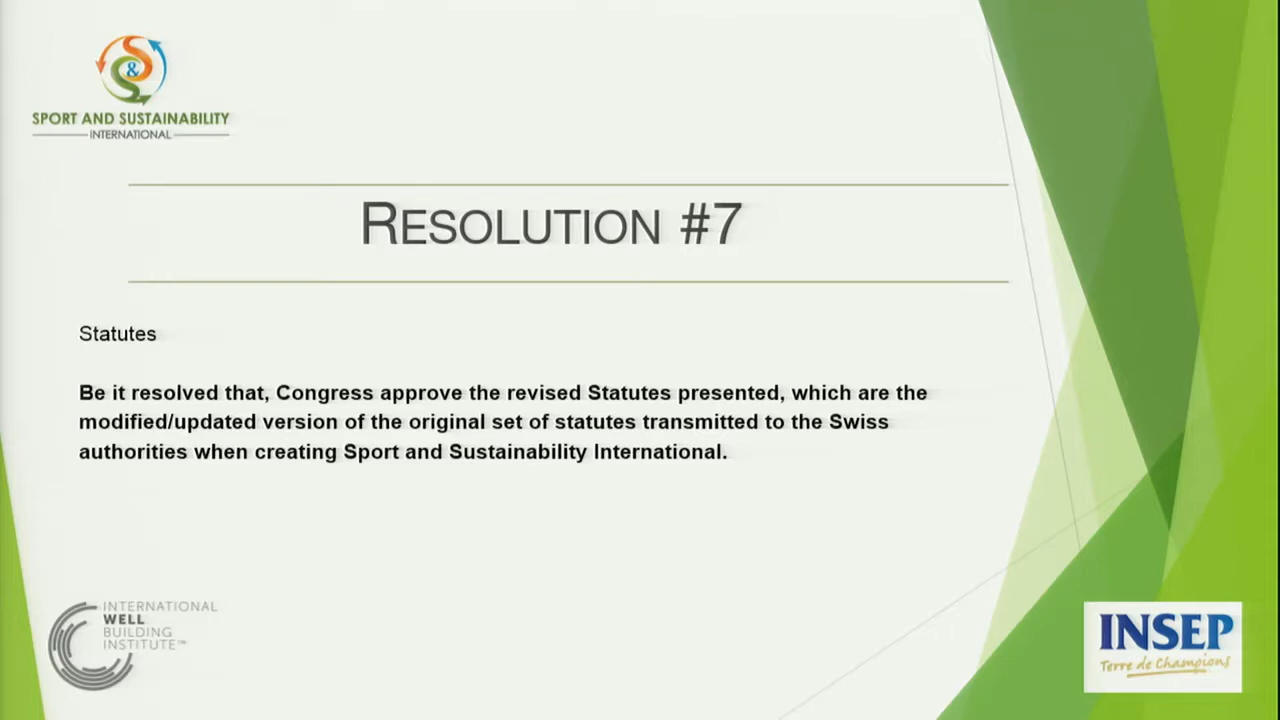 S & S
SPORT AND SUSTAINABILITY
INTERNATIONAL
RESOLUTION #7
Statutes
Be it resolved that, Congress approve the revised Statutes presented, which are the
modified/updated version of the original set of statutes transmitted to the Swiss
authorities when creating Sport and Sustainability International.
INTERNATIONAL
WELL
BUILDING
INSTITUTE™
INSEP
Terre de Champions